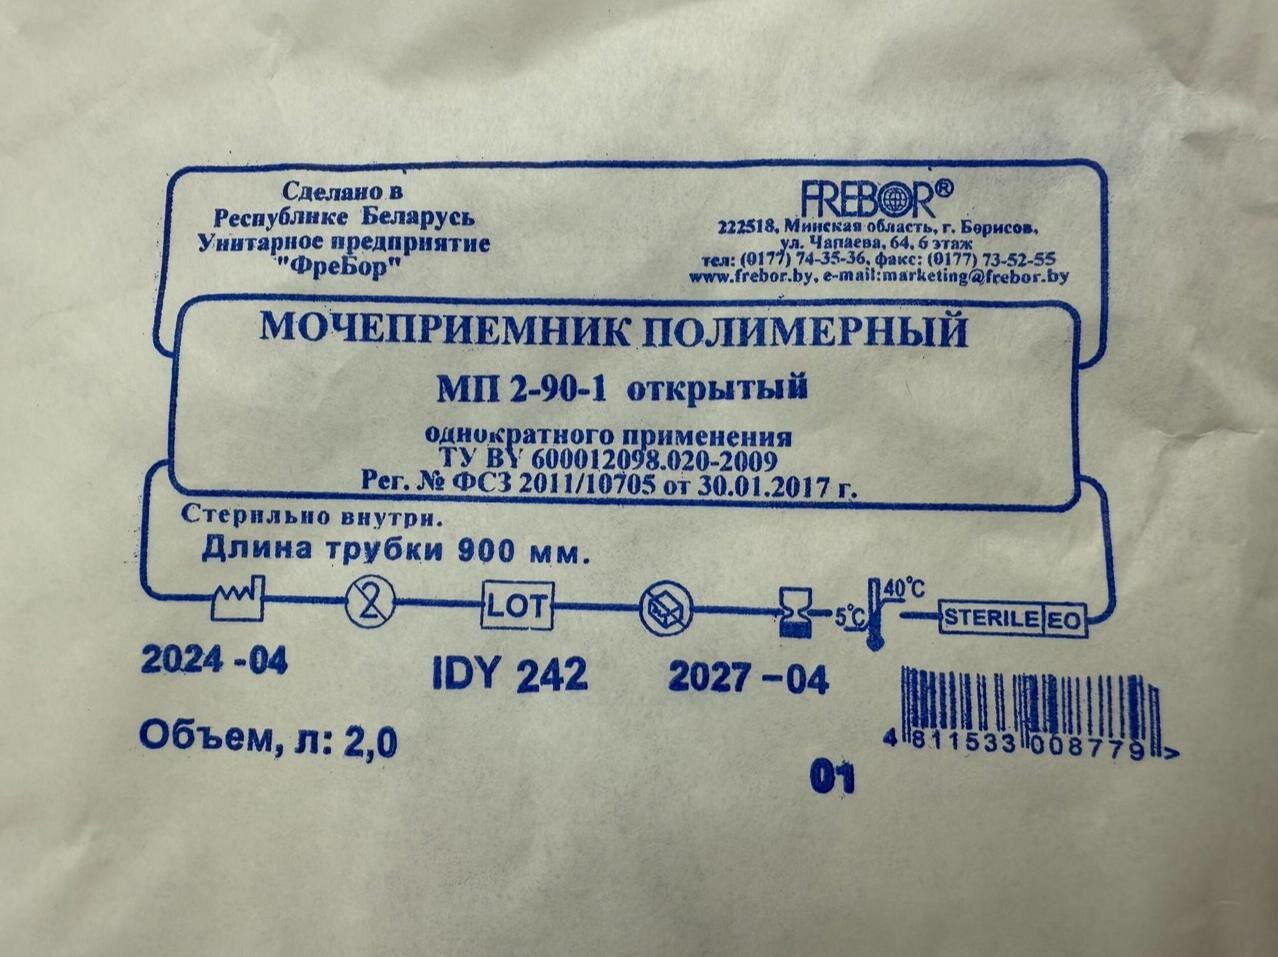 Сделано в
Республике Беларусь
Унитарное предприятие
"ФреБор"
FREBOR®
222518, Минская область, г. Борисов,
ул. Чапаева, 64, 6 этаж
тел: (0177) 74-35-36, факс: (0177) 73-52-55
www.frebor.by, e-mail:marketing@frebor.by
МОЧЕПРИЕМНИК ПОЛИМЕРНЫЙ
МП 2-90-1 открытый
однократного применения
ТУ BY 600012098.020-2009
Рег. № ФСЗ 2011/10705 от 30.01.2017 г.
Стерильно внутри.
Длина трубки 900 мм.
2 LOT 5°C 40°C STERILE EO
2024-04 IDY 242 2027-04
Объем, л: 2,0
4 811533 008779 >
01